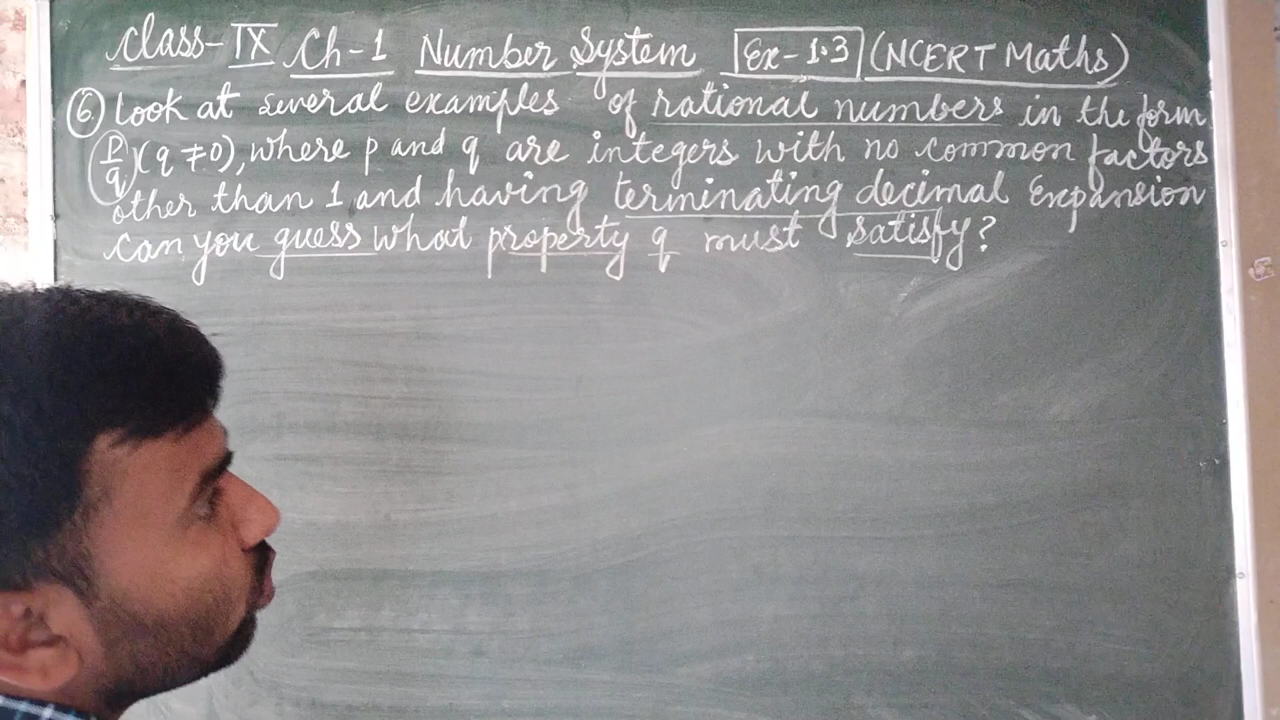 Class-IX Ch-1 Number System Ex-1.3 (NCERT Maths)
6. Look at several examples of rational numbers in the form
p/q (q ≠ 0), where p and q are integers with no common factors
other than 1 and having terminating decimal Expansion
can you guess what property q must satisfy?